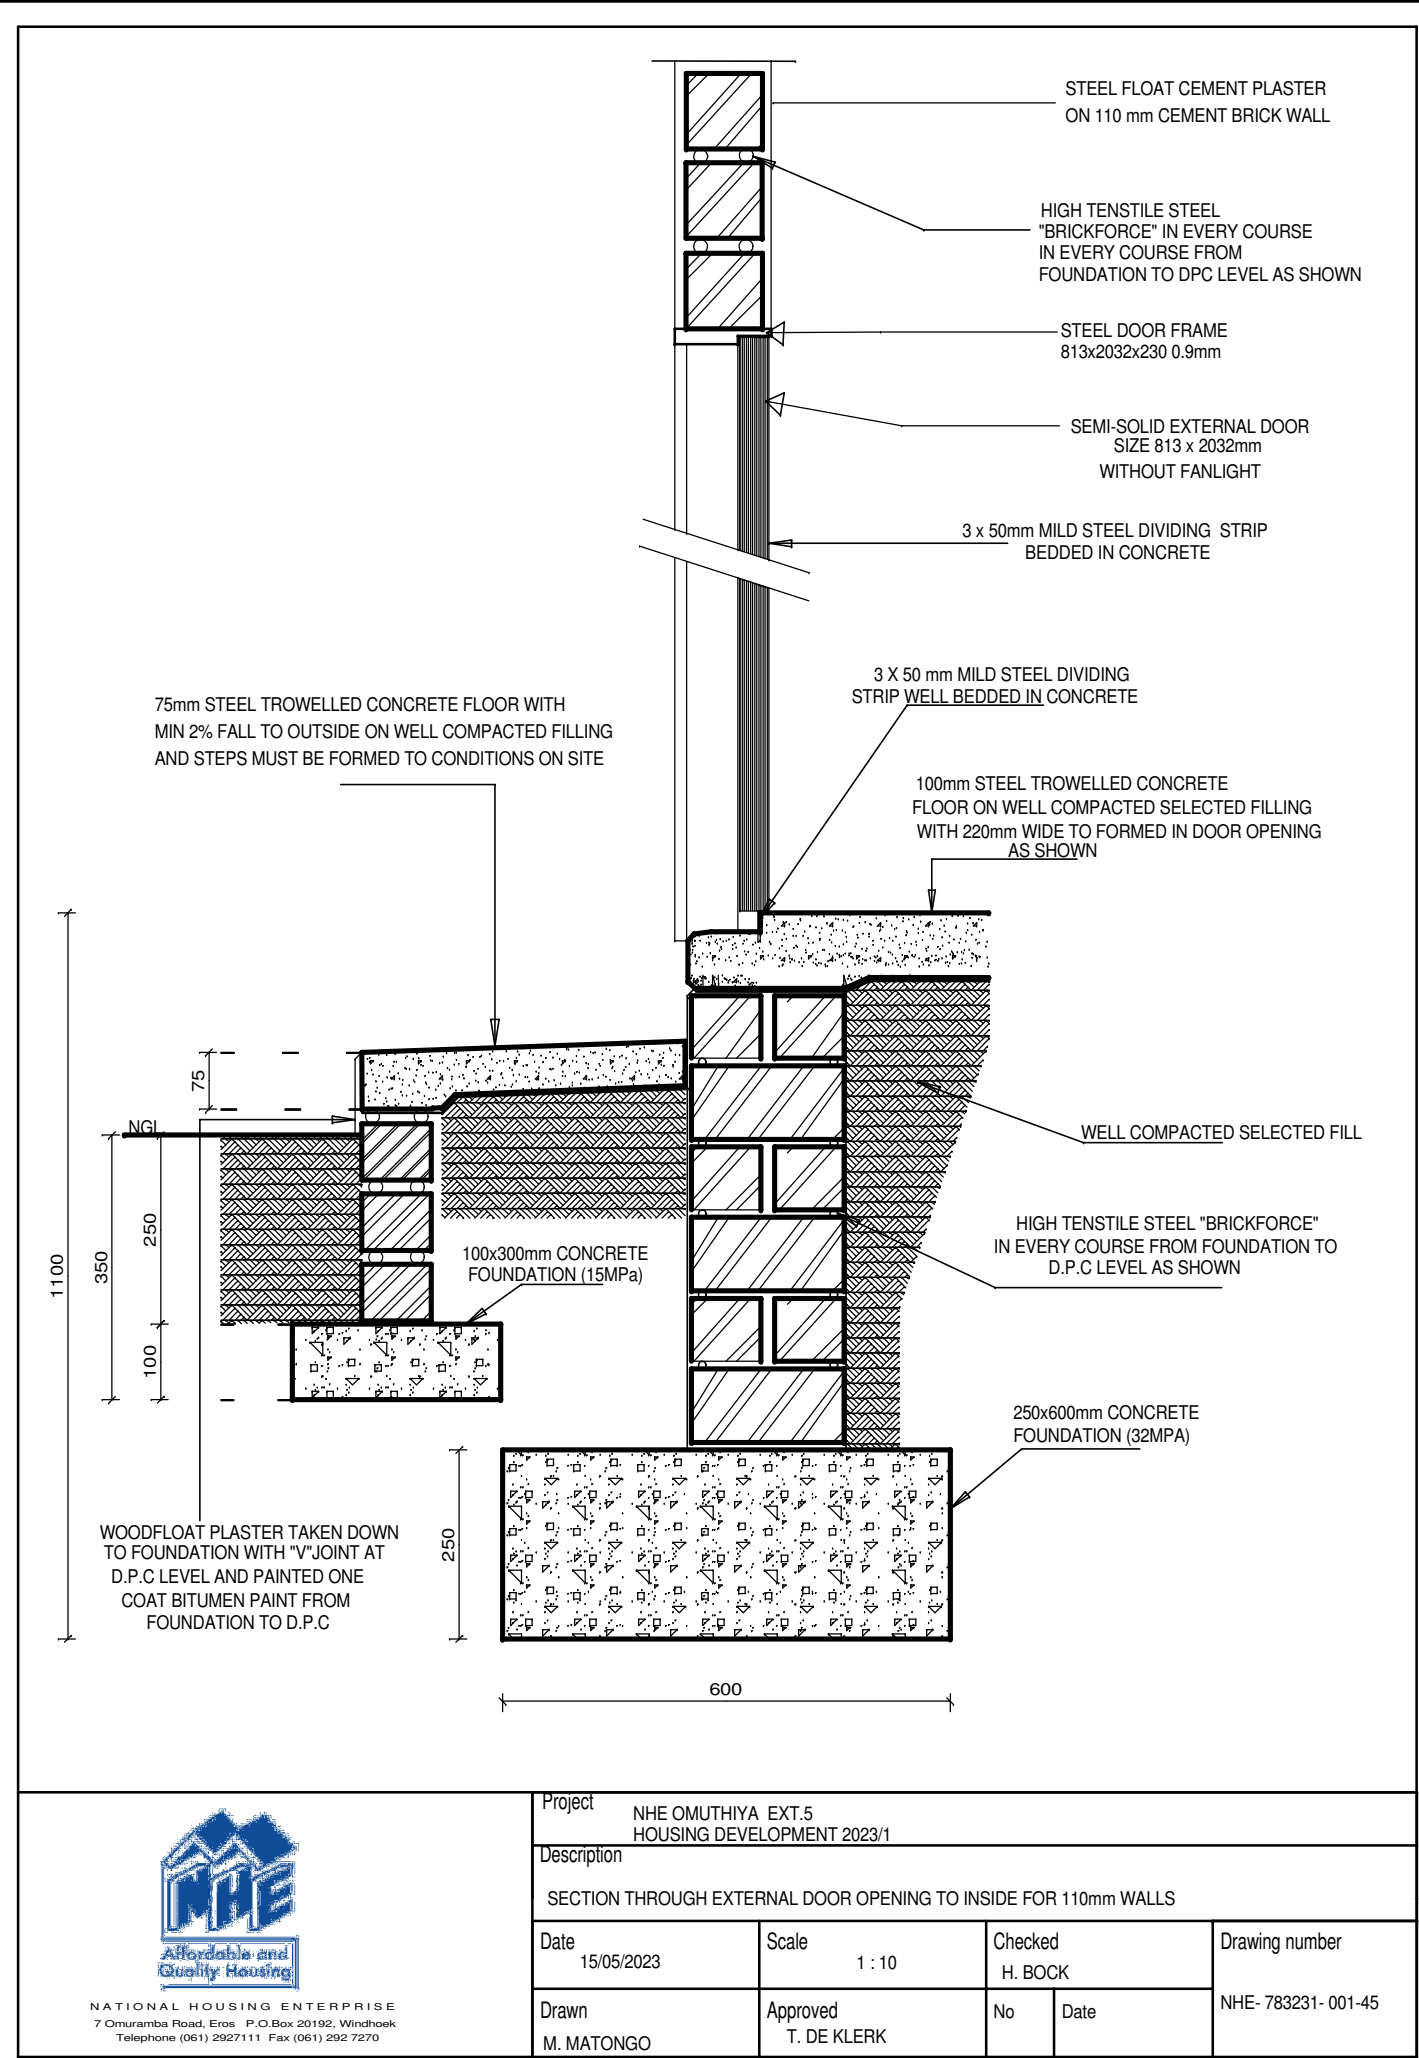 STEEL FLOAT CEMENT PLASTER
ON 110 mm CEMENT BRICK WALL
HIGH TENSTILE STEEL
"BRICKFORCE" IN EVERY COURSE
IN EVERY COURSE FROM
FOUNDATION TO DPC LEVEL AS SHOWN
STEEL DOOR FRAME
813x2032x230 0.9mm
SEMI-SOLID EXTERNAL DOOR
SIZE 813 x 2032mm
WITHOUT FANLIGHT
3 x 50mm MILD STEEL DIVIDING STRIP
BEDDED IN CONCRETE
3 X 50 mm MILD STEEL DIVIDING
STRIP WELL BEDDED IN CONCRETE
75mm STEEL TROWELLED CONCRETE FLOOR WITH
MIN 2% FALL TO OUTSIDE ON WELL COMPACTED FILLING
AND STEPS MUST BE FORMED TO CONDITIONS ON SITE
100mm STEEL TROWELLED CONCRETE
FLOOR ON WELL COMPACTED SELECTED FILLING
WITH 220mm WIDE TO FORMED IN DOOR OPENING
AS SHOWN
75
NGL
WELL COMPACTED SELECTED FILL
1100
350
250
100
100x300mm CONCRETE
FOUNDATION (15MPa)
HIGH TENSTILE STEEL "BRICKFORCE"
IN EVERY COURSE FROM FOUNDATION TO
D.P.C LEVEL AS SHOWN
250x600mm CONCRETE
FOUNDATION (32MPA)
WOODFLOAT PLASTER TAKEN DOWN
TO FOUNDATION WITH "V"JOINT AT
D.P.C LEVEL AND PAINTED ONE
COAT BITUMEN PAINT FROM
FOUNDATION TO D.P.C
250
600
NHE
Affordable and
Quality Housing
NATIONAL HOUSING ENTERPRISE
7 Omuramba Road, Eros P.O.Box 20192, Windhoek
Telephone (061) 2927111 Fax (061) 292 7270
Project
NHE OMUTHIYA EXT.5
HOUSING DEVELOPMENT 2023/1
Description
SECTION THROUGH EXTERNAL DOOR OPENING TO INSIDE FOR 110mm WALLS
Date
15/05/2023
Scale
1 : 10
Checked
H. BOCK
Drawing number
NHE- 783231- 001-45
Drawn
M. MATONGO
Approved
T. DE KLERK
No
Date